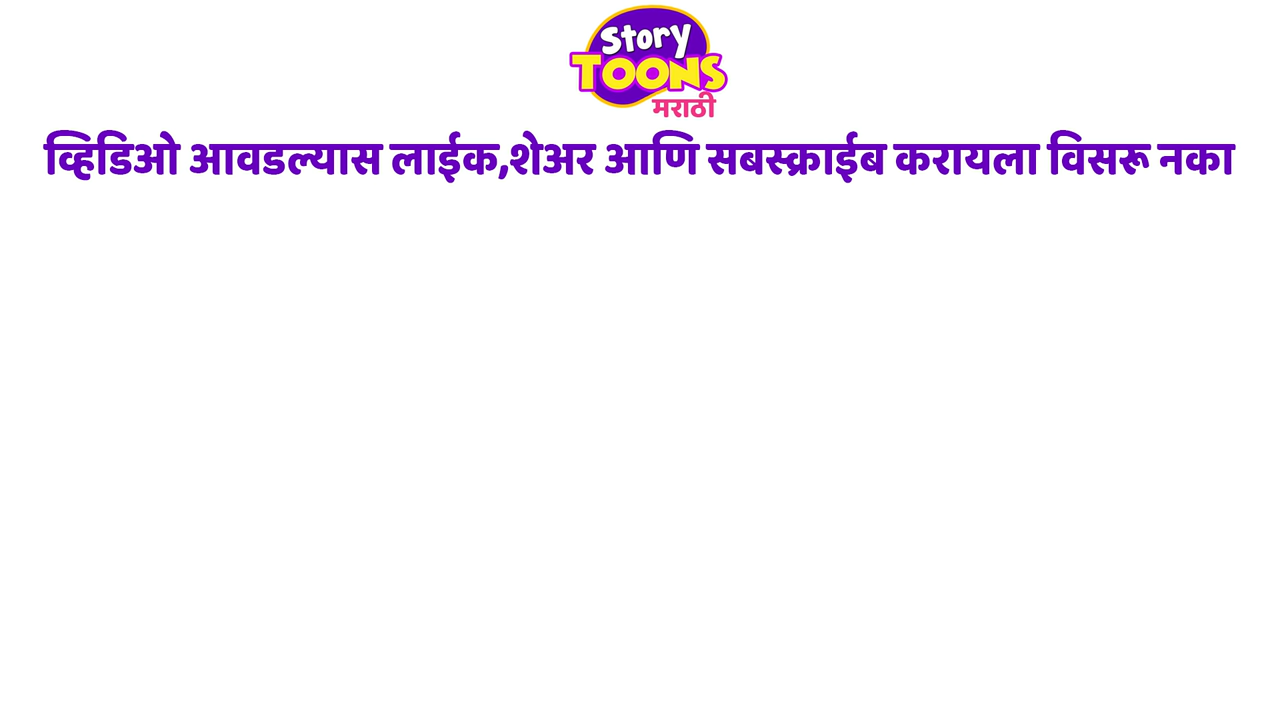 Story
TOONS
मराठी
व्हिडिओ आवडल्यास लाईक,शेअर आणि सबस्क्राईब करायला विसरू नका